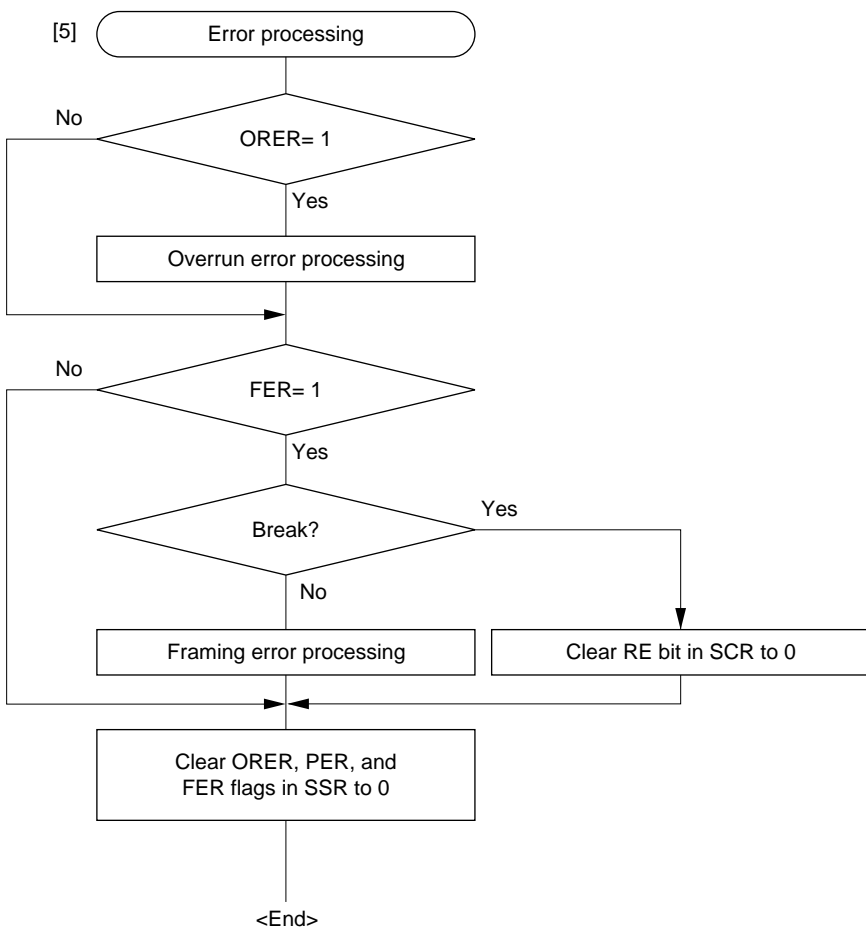 [5]
Error processing
No
ORER= 1
Yes
Overrun error processing
No
FER= 1
Yes
Yes
Break?
No
Framing error processing
Clear RE bit in SCR to 0
Clear ORER, PER, and
FER flags in SSR to 0
<End>